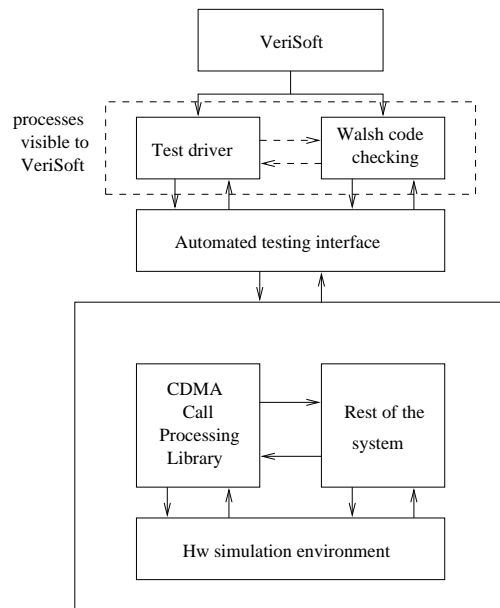 VeriSoft
processes
visible to
VeriSoft
Test driver
Walsh code
checking
Automated testing interface
CDMA
Call
Processing
Library
Rest of the
system
Hw simulation environment